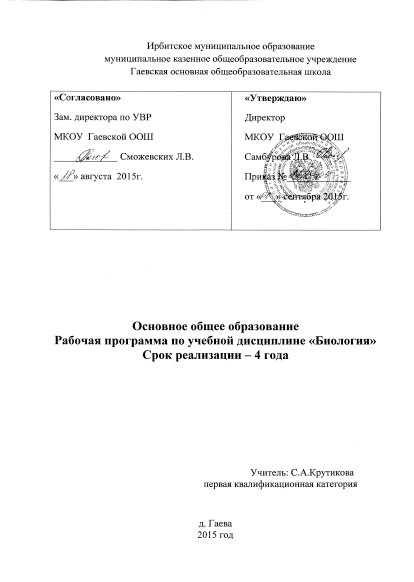 Ирбитское муниципальное образование
муниципальное казенное общеобразовательное учреждение
Гаевская основная общеобразовательная школа
«Согласовано»
Зам. директора по УВР
МКОУ Гаевской ООШ
Сможевских Л.В.
« » августа 2015г.
«Утверждаю»
Директор
МКОУ Гаевской ООШ
Самбурова Л.В.
Приказ №
от « » сентября 2015г.
Основное общее образование
Рабочая программа по учебной дисциплине «Биология»
Срок реализации – 4 года
Учитель: С.А.Крутикова
первая квалификационная категория
д. Гаева
2015 год